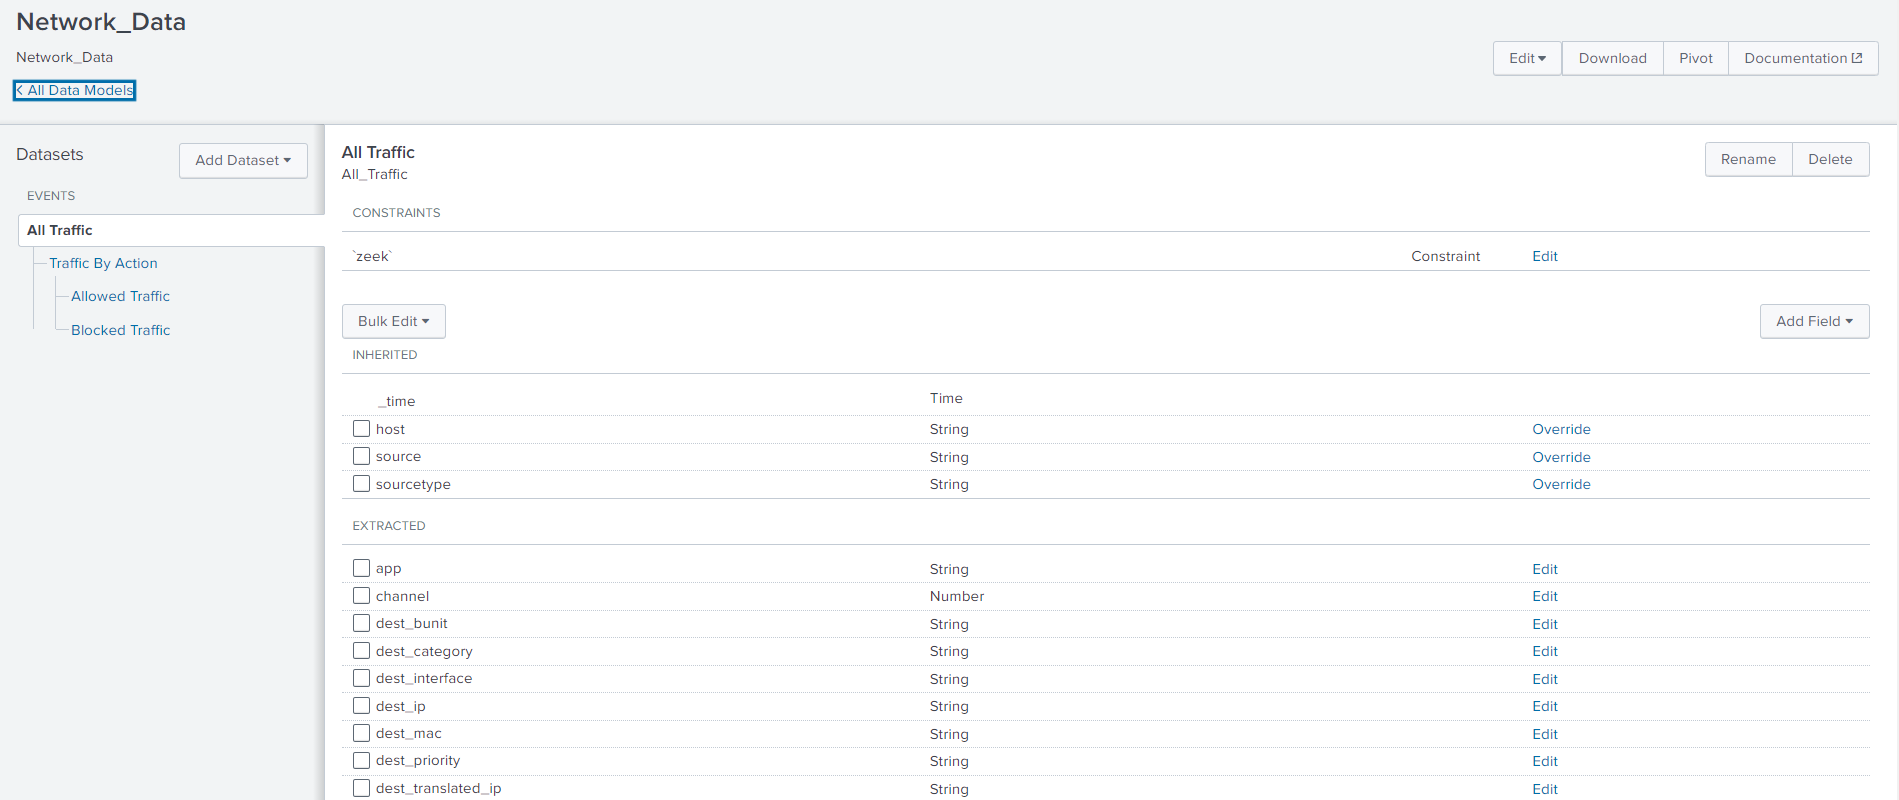 Network_Data
Network_Data
< All Data Models
Edit
Download
Pivot
Documentation
Datasets
Add Dataset
EVENTS
All Traffic
Traffic By Action
Allowed Traffic
Blocked Traffic
All Traffic
All_Traffic
Rename
Delete
CONSTRAINTS
`zeek` Constraint Edit
Bulk Edit
Add Field
INHERITED
_time Time
host String Override
source String Override
sourcetype String Override
EXTRACTED
app String Edit
channel Number Edit
dest_bunit String Edit
dest_category String Edit
dest_interface String Edit
dest_ip String Edit
dest_mac String Edit
dest_priority String Edit
dest_translated_ip String Edit